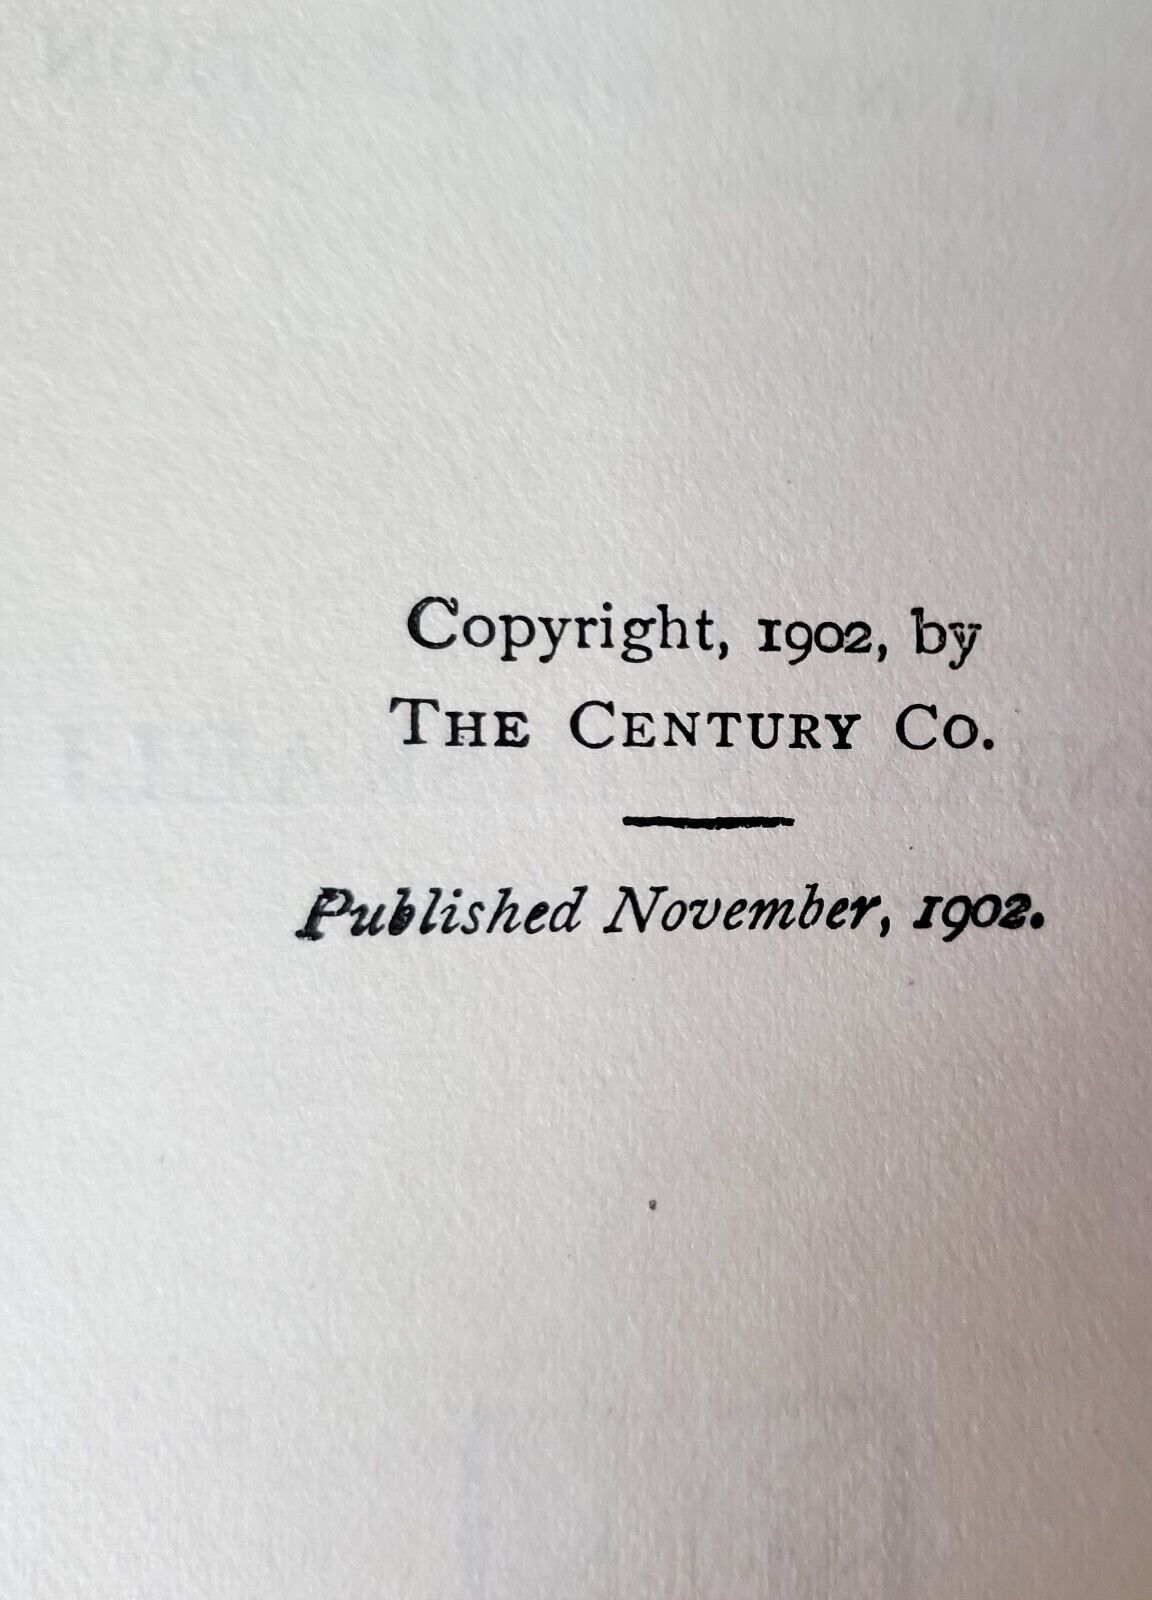 Copyright, 1902, by
THE CENTURY CO.
Published November, 1902.